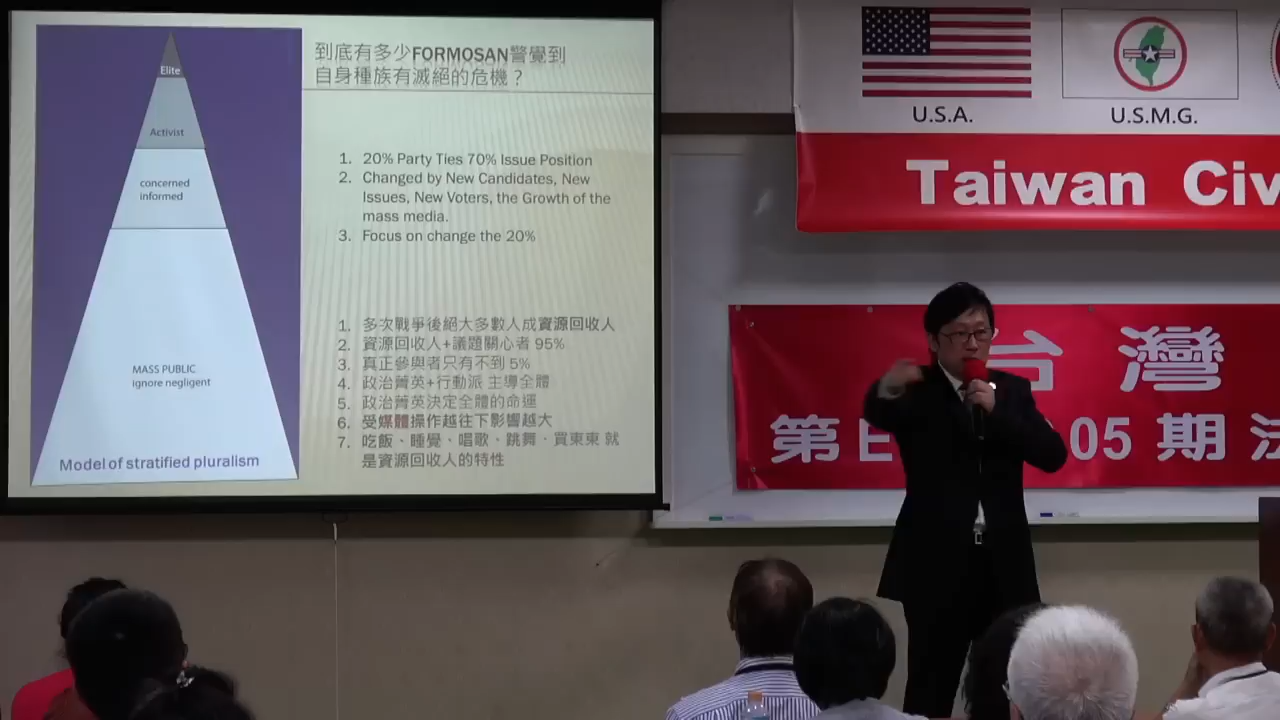 到底有多少FORMOSAN警覺到
自身種族有滅絕的危機？
Elite
Activist
concerned
informed
MASS PUBLIC
ignore negligent
Model of stratified pluralism
1. 20% Party Ties 70% Issue Position
2. Changed by New Candidates, New
Issues, New Voters, the Growth of the
mass media.
3. Focus on change the 20%
1. 多次戰爭後絕大多數人成資源回收人
2. 資源回收人+議題關心者 95%
3. 真正參與者只有不到 5%
4. 政治菁英+行動派 主導全體
5. 政治菁英決定全體的命運
6. 受媒體操作越往下影響越大
7. 吃飯、睡覺、唱歌、跳舞、買東東 就
是資源回收人的特性
U.S.A.
U.S.M.G.
Taiwan Civ
台灣
第E 05期法